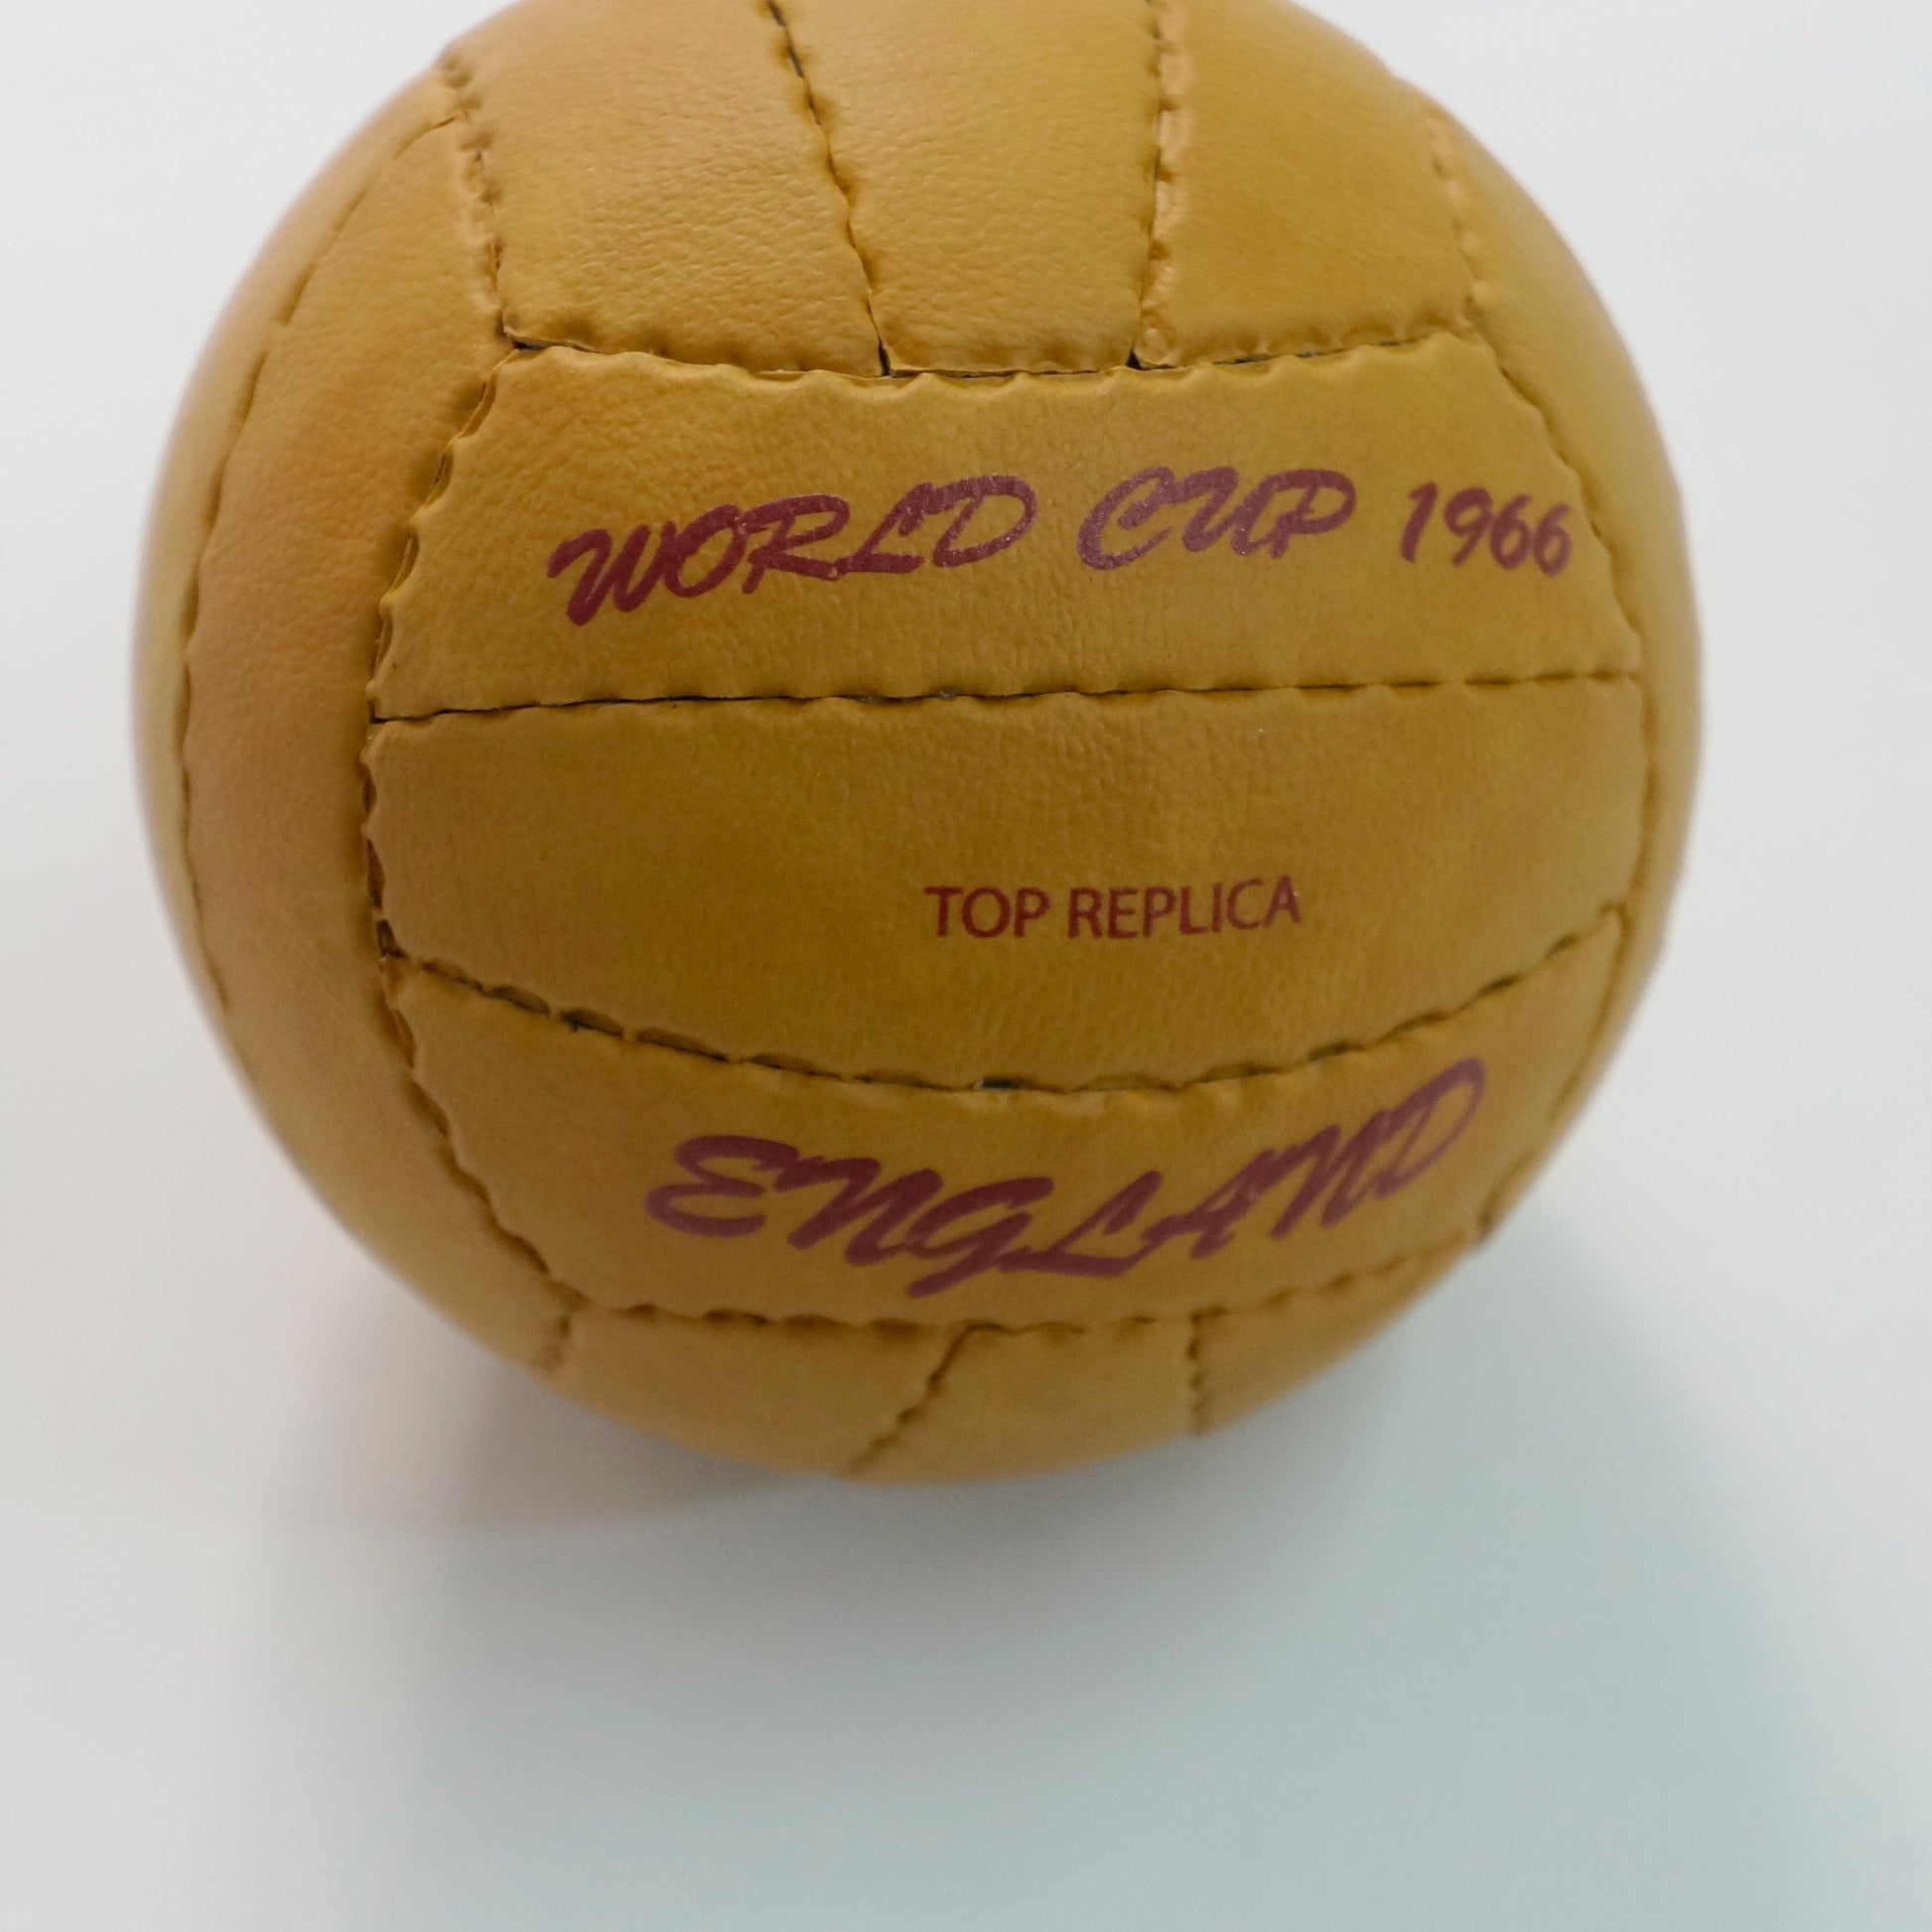 WORLD CUP 1966
TOP REPLICA
ENGLAND